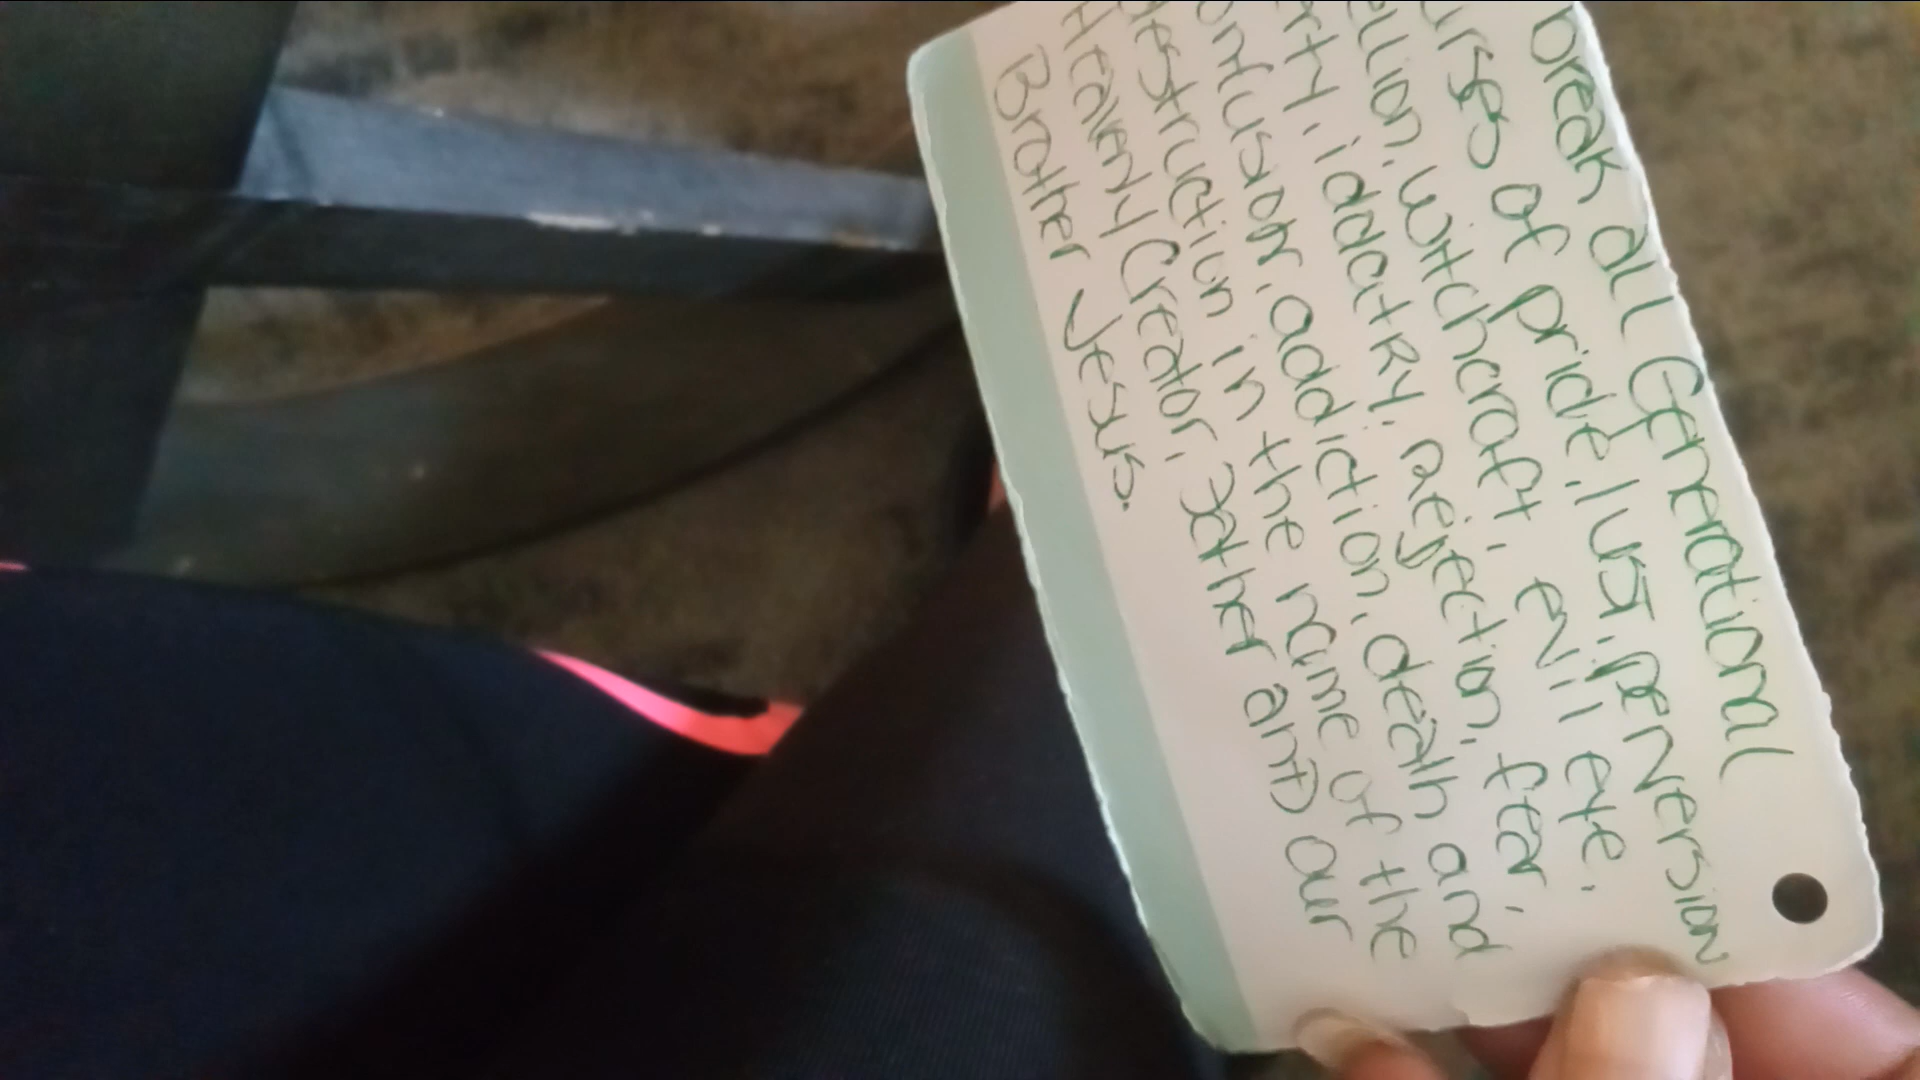 break all Generational
urses of pride, lust, perversion
ellion, witchcraft, evil eye,
rty, idoatry, rejection, fear,
onfusion, addiction, death and
destruction in the name of the
Heavenly Creator, Father and our
Brother Jesus.